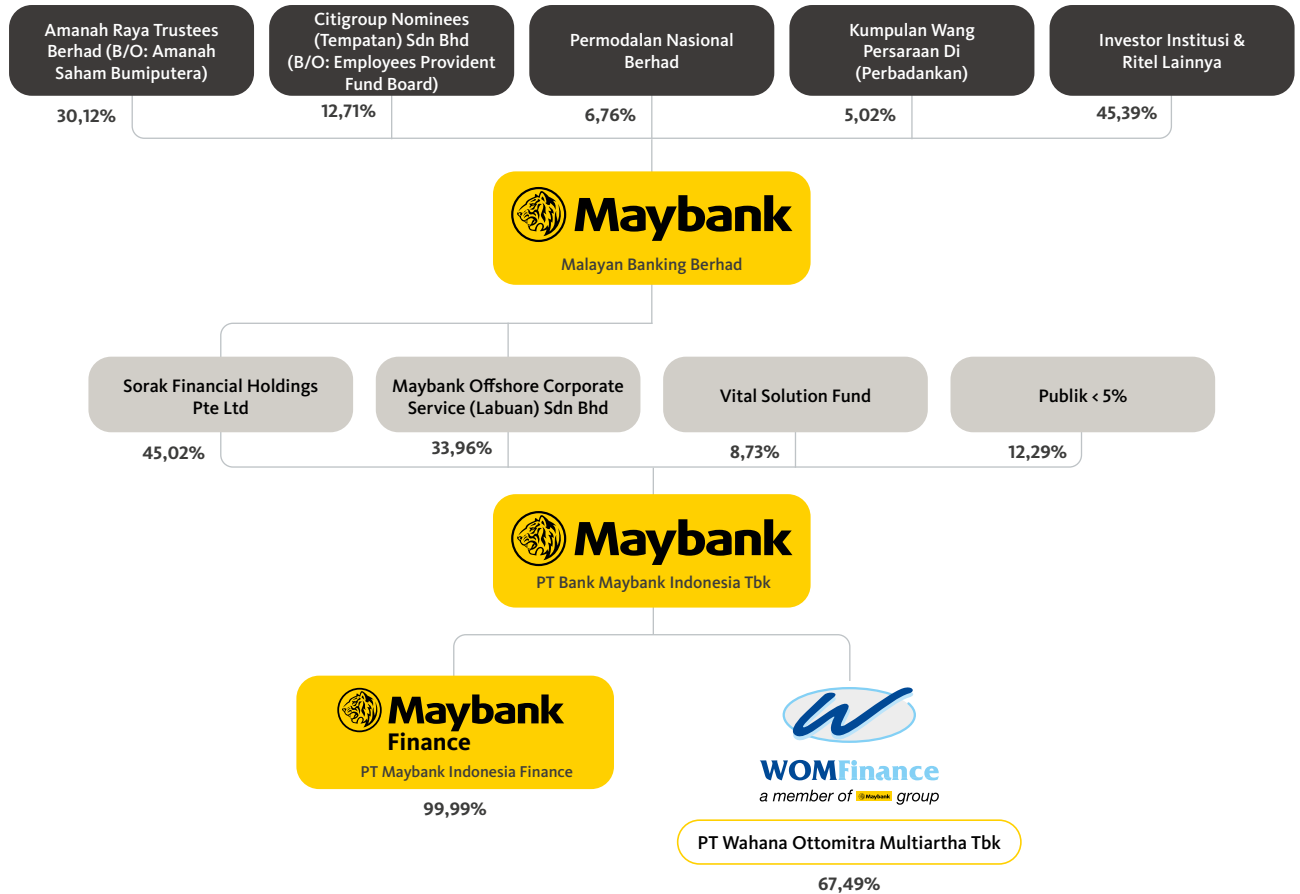 Amanah Raya Trustees
Berhad (B/O: Amanah
Saham Bumiputera)
30,12%
Citigroup Nominees
(Tempatan) Sdn Bhd
(B/O: Employees Provident
Fund Board)
12,71%
Permodalan Nasional
Berhad
6,76%
Kumpulan Wang
Persaraan Di
(Perbadankan)
5,02%
Investor Institusi &
Ritel Lainnya
45,39%
Maybank
Malayan Banking Berhad
Sorak Financial Holdings
Pte Ltd
45,02%
Maybank Offshore Corporate
Service (Labuan) Sdn Bhd
33,96%
Vital Solution Fund
8,73%
Publik < 5%
12,29%
Maybank
PT Bank Maybank Indonesia Tbk
Maybank
Finance
PT Maybank Indonesia Finance
99,99%
WOMFinance
a member of Maybank group
PT Wahana Ottomitra Multiartha Tbk
67,49%